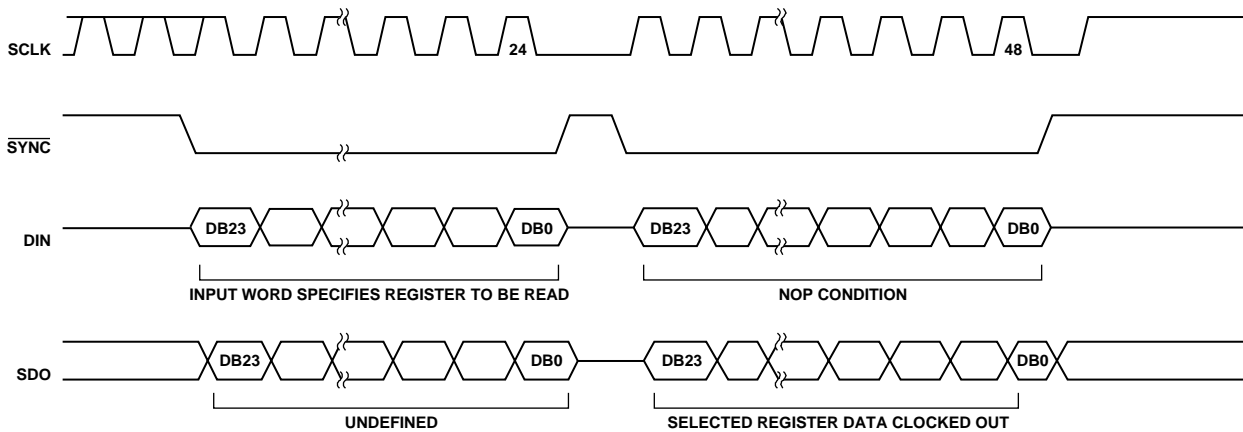 SCLK
24
48
SYNC
DIN
DB23
DB0
DB23
DB0
INPUT WORD SPECIFIES REGISTER TO BE READ
NOP CONDITION
SDO
DB23
DB0
DB23
DB0
UNDEFINED
SELECTED REGISTER DATA CLOCKED OUT